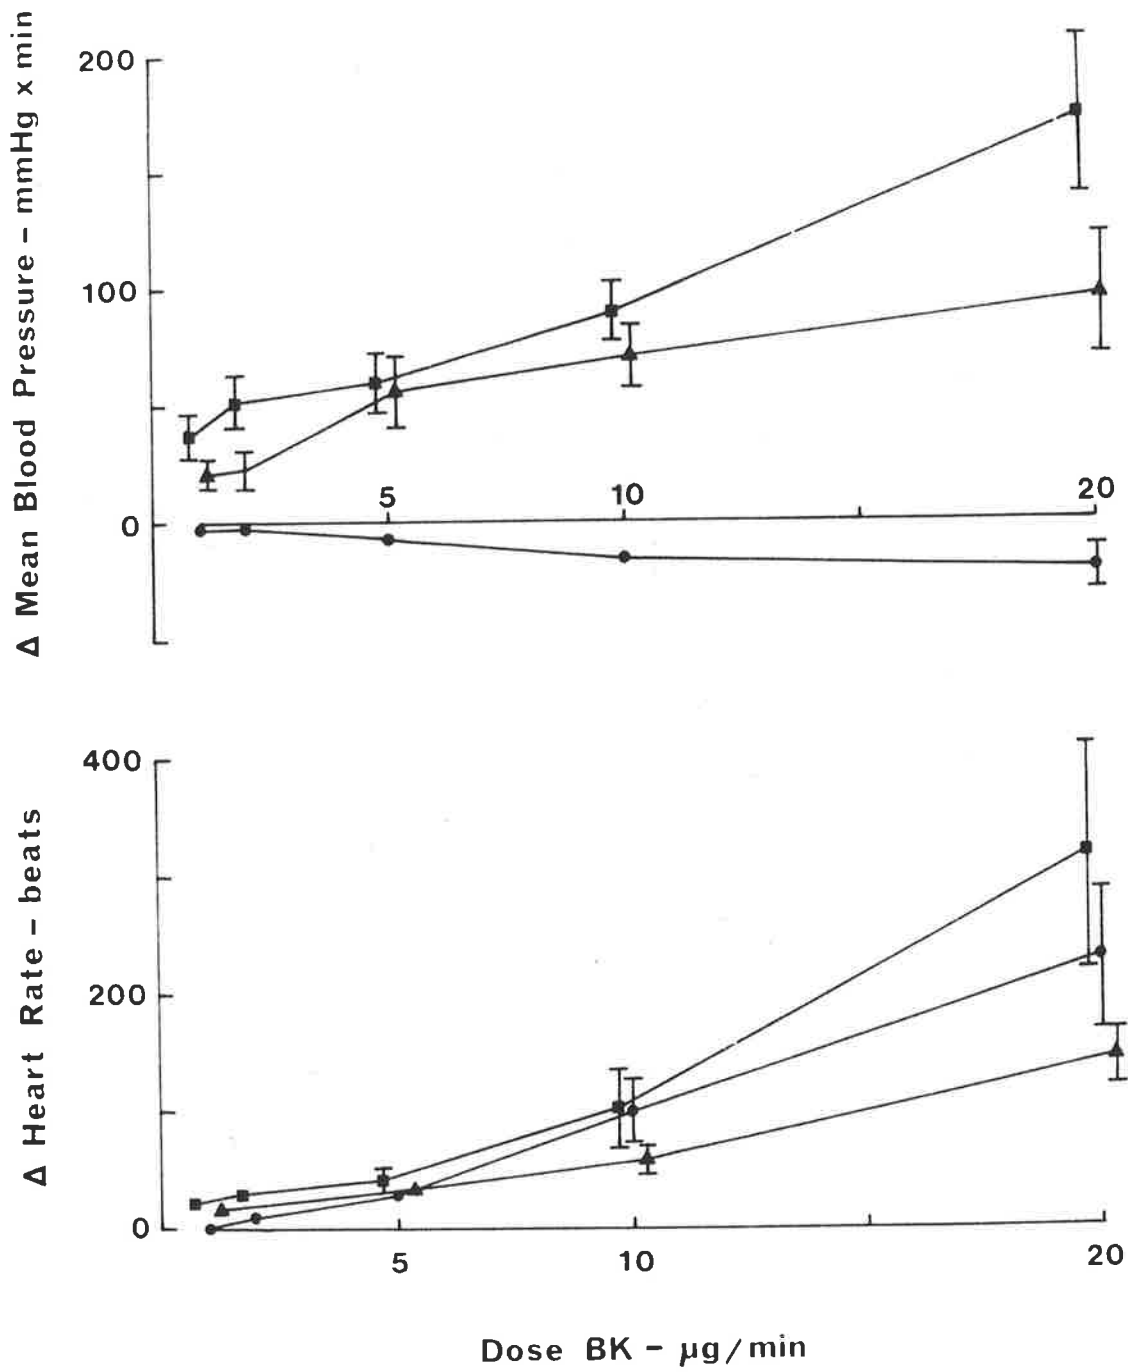 Δ Mean Blood Pressure – mmHg x min
200
100
0
5 10 20
Δ Heart Rate – beats
400
200
0
5 10 20
Dose BK – µg/min